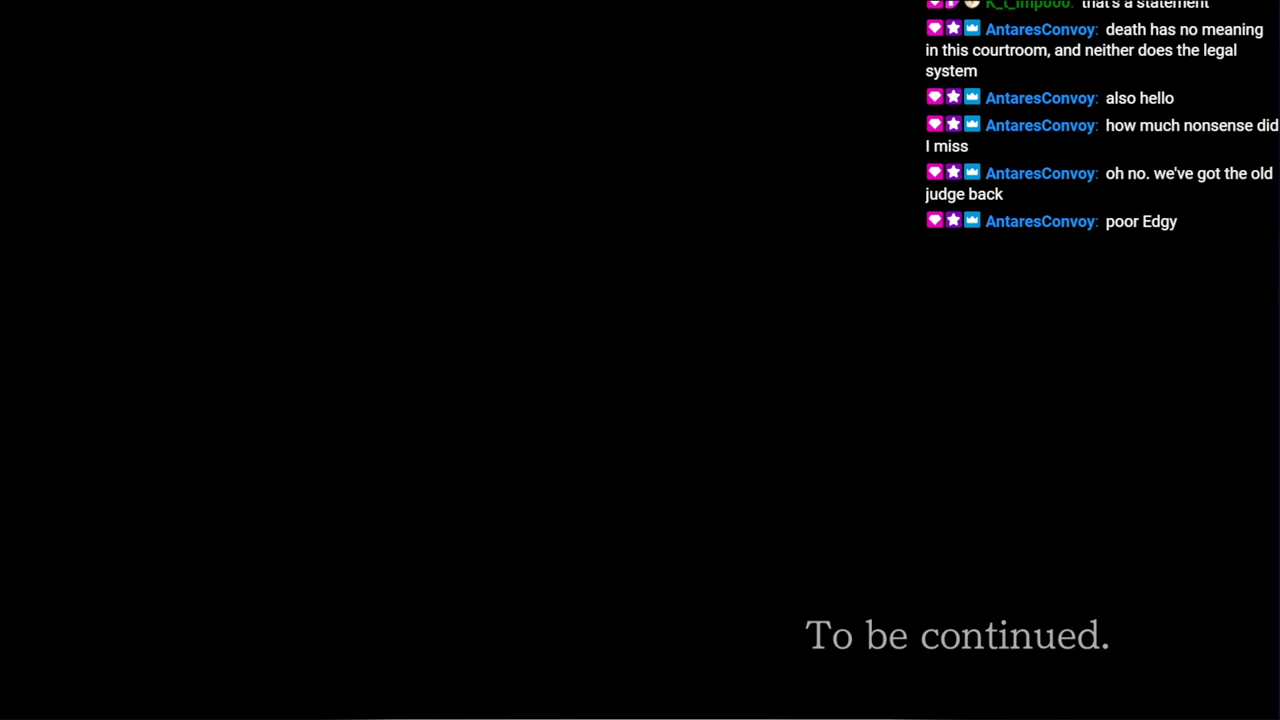 that's a statement
AntaresConvoy: death has no meaning
in this courtroom, and neither does the legal
system
AntaresConvoy: also hello
AntaresConvoy: how much nonsense did
I miss
AntaresConvoy: oh no. we've got the old
judge back
AntaresConvoy: poor Edgy
To be continued.